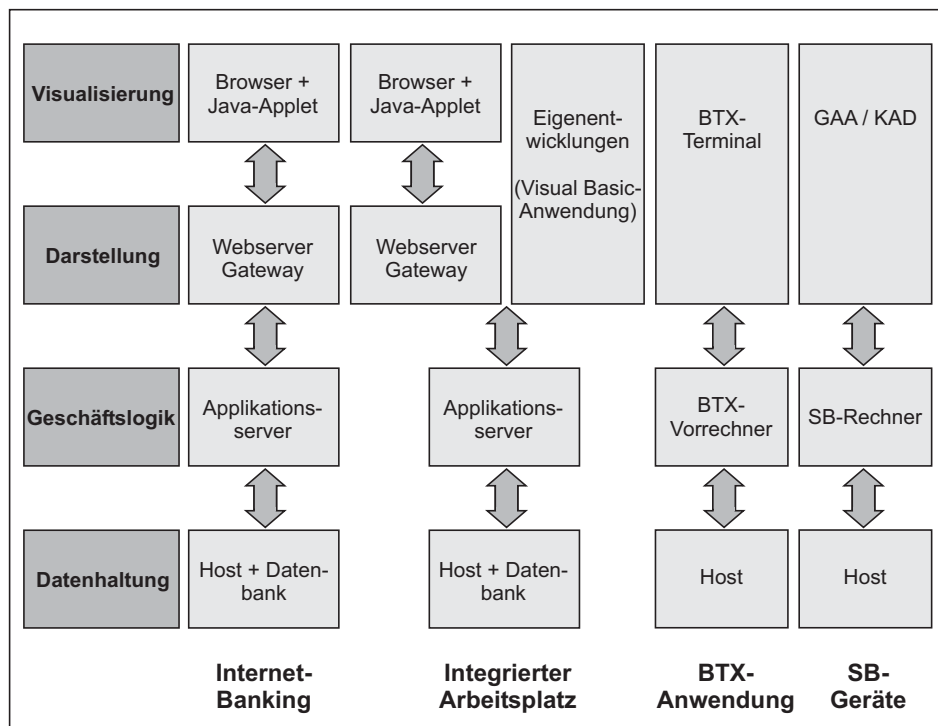 Visualisierung
Browser +
Java-Applet
Browser +
Java-Applet
Eigenent-
wicklungen
(Visual Basic-
Anwendung)
BTX-
Terminal
GAA / KAD
Darstellung
Webserver
Gateway
Webserver
Gateway
Geschäftslogik
Applikations-
server
Applikations-
server
BTX-
Vorrechner
SB-Rechner
Datenhaltung
Host + Daten-
bank
Host + Daten-
bank
Host
Host
Internet-
Banking
Integrierter
Arbeitsplatz
BTX-
Anwendung
SB-
Geräte